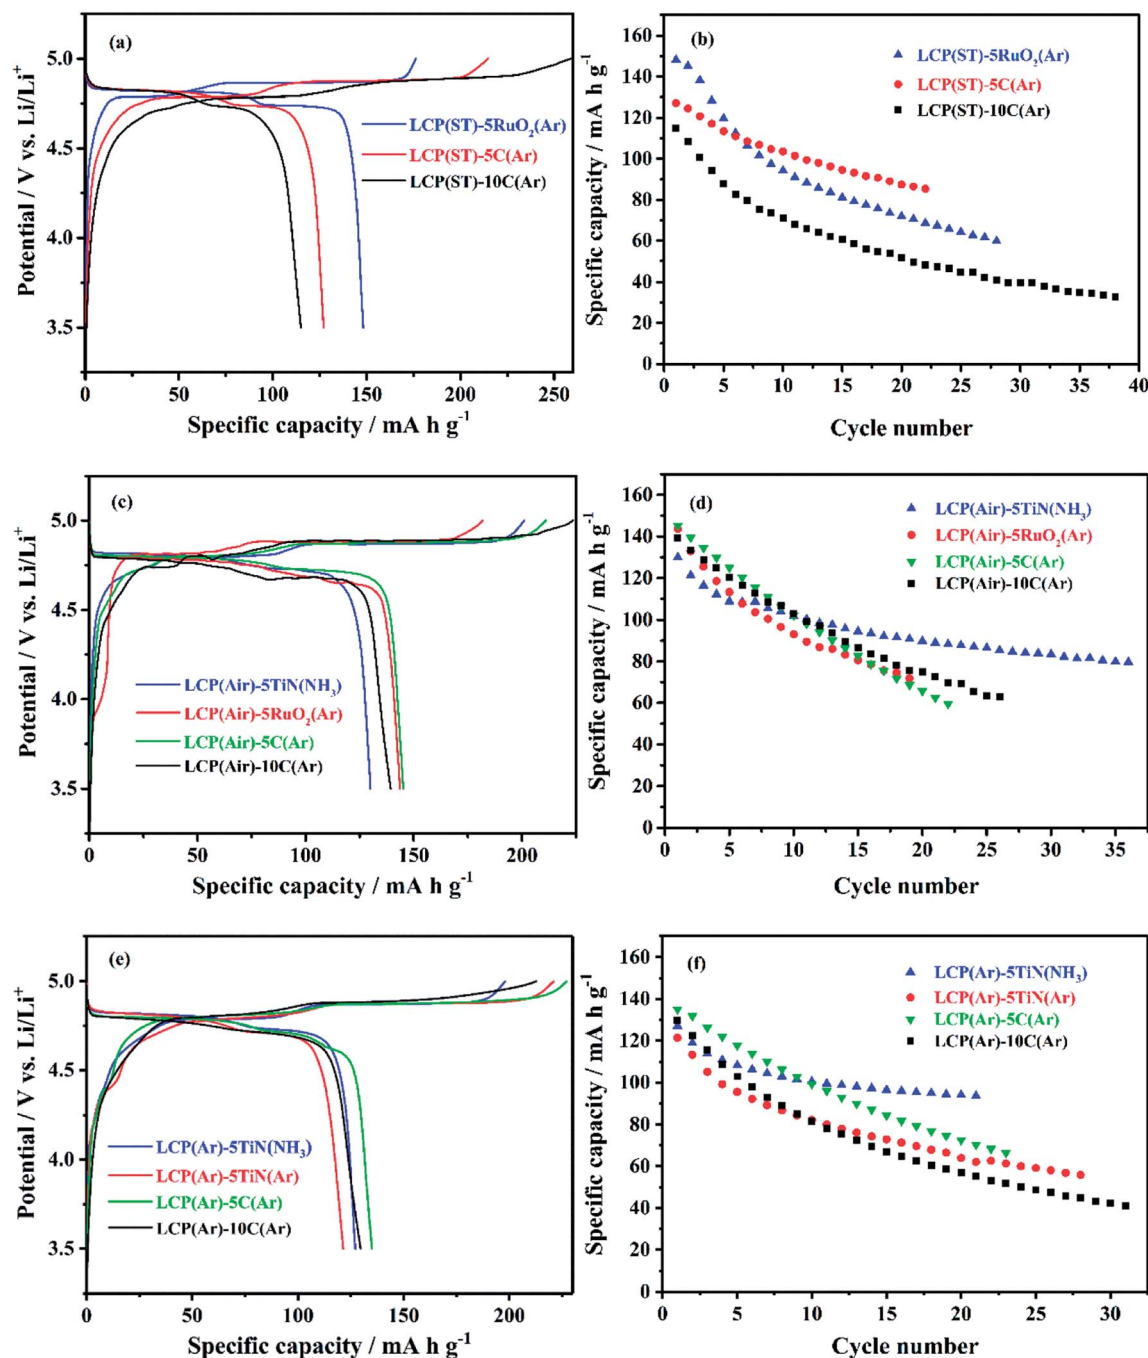 (a)
5.0
4.5
4.0
3.5
Potential / V vs. Li/Li⁺
LCP(ST)-5RuO₂(Ar)
LCP(ST)-5C(Ar)
LCP(ST)-10C(Ar)
0 50 100 150 200 250
Specific capacity / mA h g⁻¹
(b)
160
140
120
100
80
60
40
20
0
Specific capacity / mA h g⁻¹
LCP(ST)-5RuO₂(Ar)
LCP(ST)-5C(Ar)
LCP(ST)-10C(Ar)
0 5 10 15 20 25 30 35 40
Cycle number
(c)
5.0
4.5
4.0
3.5
Potential / V vs. Li/Li⁺
LCP(Air)-5TiN(NH₃)
LCP(Air)-5RuO₂(Ar)
LCP(Air)-5C(Ar)
LCP(Air)-10C(Ar)
0 50 100 150 200
Specific capacity / mA h g⁻¹
(d)
160
140
120
100
80
60
40
20
0
Specific capacity / mA h g⁻¹
LCP(Air)-5TiN(NH₃)
LCP(Air)-5RuO₂(Ar)
LCP(Air)-5C(Ar)
LCP(Air)-10C(Ar)
0 5 10 15 20 25 30 35
Cycle number
(e)
5.0
4.5
4.0
3.5
Potential / V vs. Li/Li⁺
LCP(Ar)-5TiN(NH₃)
LCP(Ar)-5TiN(Ar)
LCP(Ar)-5C(Ar)
LCP(Ar)-10C(Ar)
0 50 100 150 200
Specific capacity / mA h g⁻¹
(f)
160
140
120
100
80
60
40
20
0
Specific capacity / mA h g⁻¹
LCP(Ar)-5TiN(NH₃)
LCP(Ar)-5TiN(Ar)
LCP(Ar)-5C(Ar)
LCP(Ar)-10C(Ar)
0 5 10 15 20 25 30
Cycle number